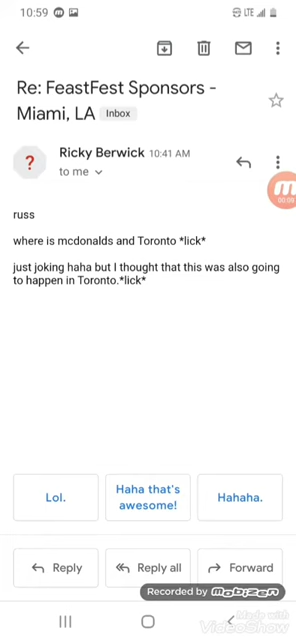 10:59
LTE
Re: FeastFest Sponsors -
Miami, LA Inbox
Ricky Berwick 10:41 AM
to me
russ
where is mcdonalds and Toronto *lick*
just joking haha but I thought that this was also going
to happen in Toronto.*lick*
Lol.
Haha that's
awesome!
Hahaha.
Reply
Reply all
Forward
Recorded by mobizen
Made with
VideoShow